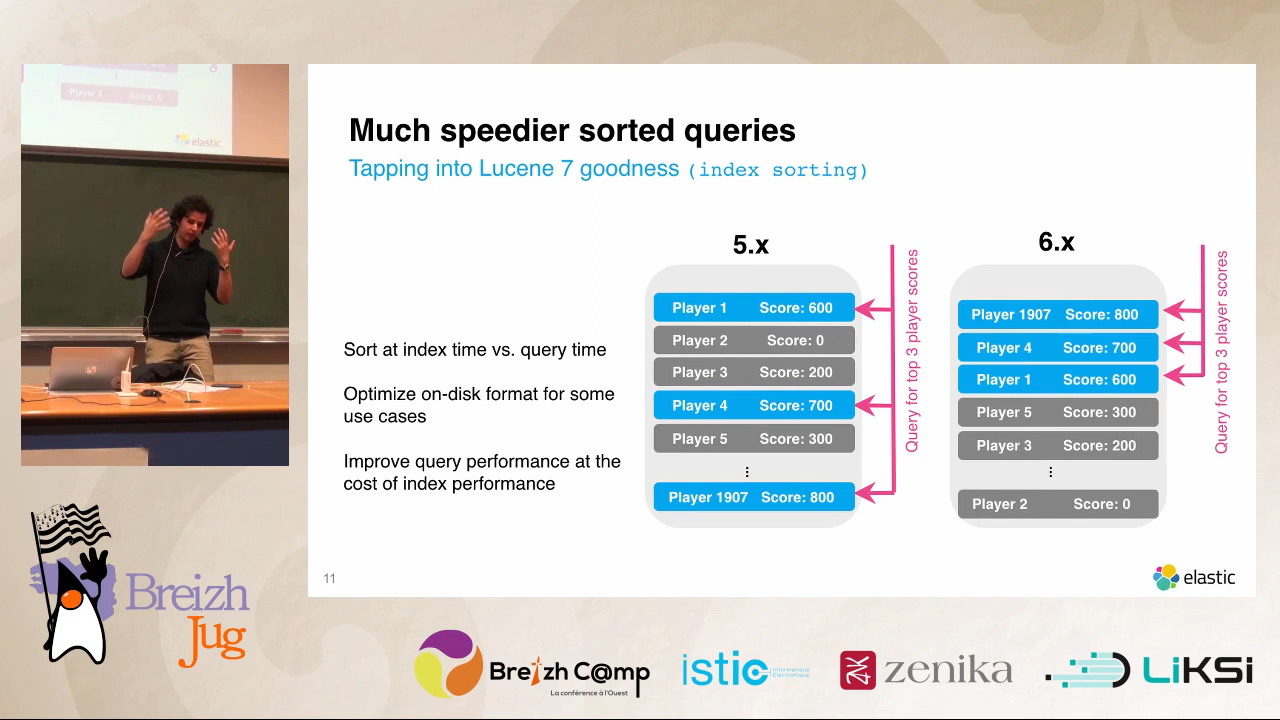 Player 2 Score: 0
elastic
Much speedier sorted queries
Tapping into Lucene 7 goodness (index sorting)
Sort at index time vs. query time
Optimize on-disk format for some
use cases
Improve query performance at the
cost of index performance
5.x
Player 1 Score: 600
Player 2 Score: 0
Player 3 Score: 200
Player 4 Score: 700
Player 5 Score: 300
Player 1907 Score: 800
Query for top 3 player scores
6.x
Player 1907 Score: 800
Player 4 Score: 700
Player 1 Score: 600
Player 5 Score: 300
Player 3 Score: 200
Player 2 Score: 0
Query for top 3 player scores
11
elastic
Breizh
Jug
Breizh C@mp
La conférence à l'Ouest
istic
Informatique
Électronique
zenika
LiKSi